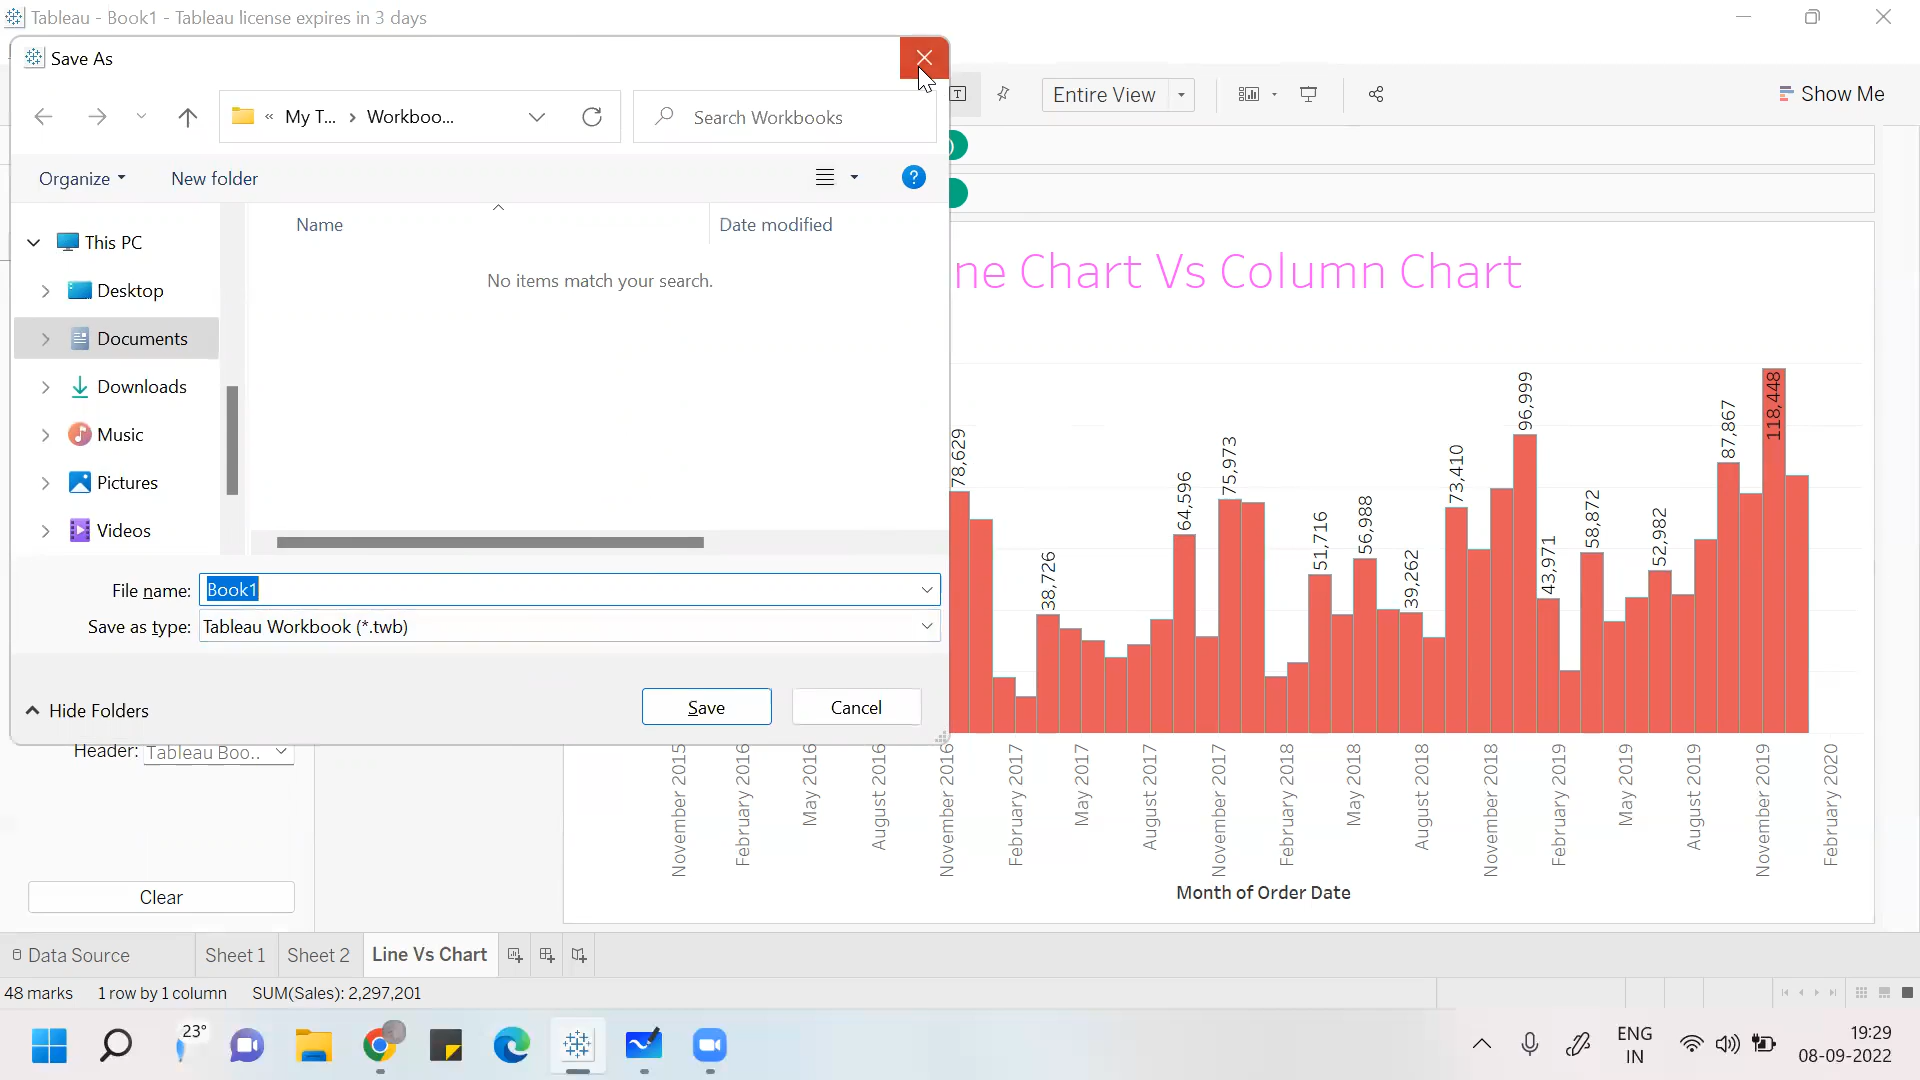 Tableau - Book1 - Tableau license expires in 3 days
Save As
« My T... › Workboo...
Search Workbooks
Organize
New folder
?
Name
Date modified
This PC
No items match your search.
Desktop
Documents
Downloads
Music
Pictures
Videos
File name: Book1
Save as type: Tableau Workbook (*.twb)
Save
Cancel
Hide Folders
T
Entire View
Show Me
ne Chart Vs Column Chart
78,629
38,726
64,596
75,973
51,716
56,988
39,262
73,410
96,999
43,971
58,872
52,982
87,867
118,448
November 2015
February 2016
May 2016
August 2016
November 2016
February 2017
May 2017
August 2017
November 2017
February 2018
May 2018
August 2018
November 2018
February 2019
May 2019
August 2019
November 2019
February 2020
Month of Order Date
Header: Tableau Boo..
Clear
Data Source
Sheet 1
Sheet 2
Line Vs Chart
48 marks
1 row by 1 column
SUM(Sales): 2,297,201
23°
ENG
IN
19:29
08-09-2022